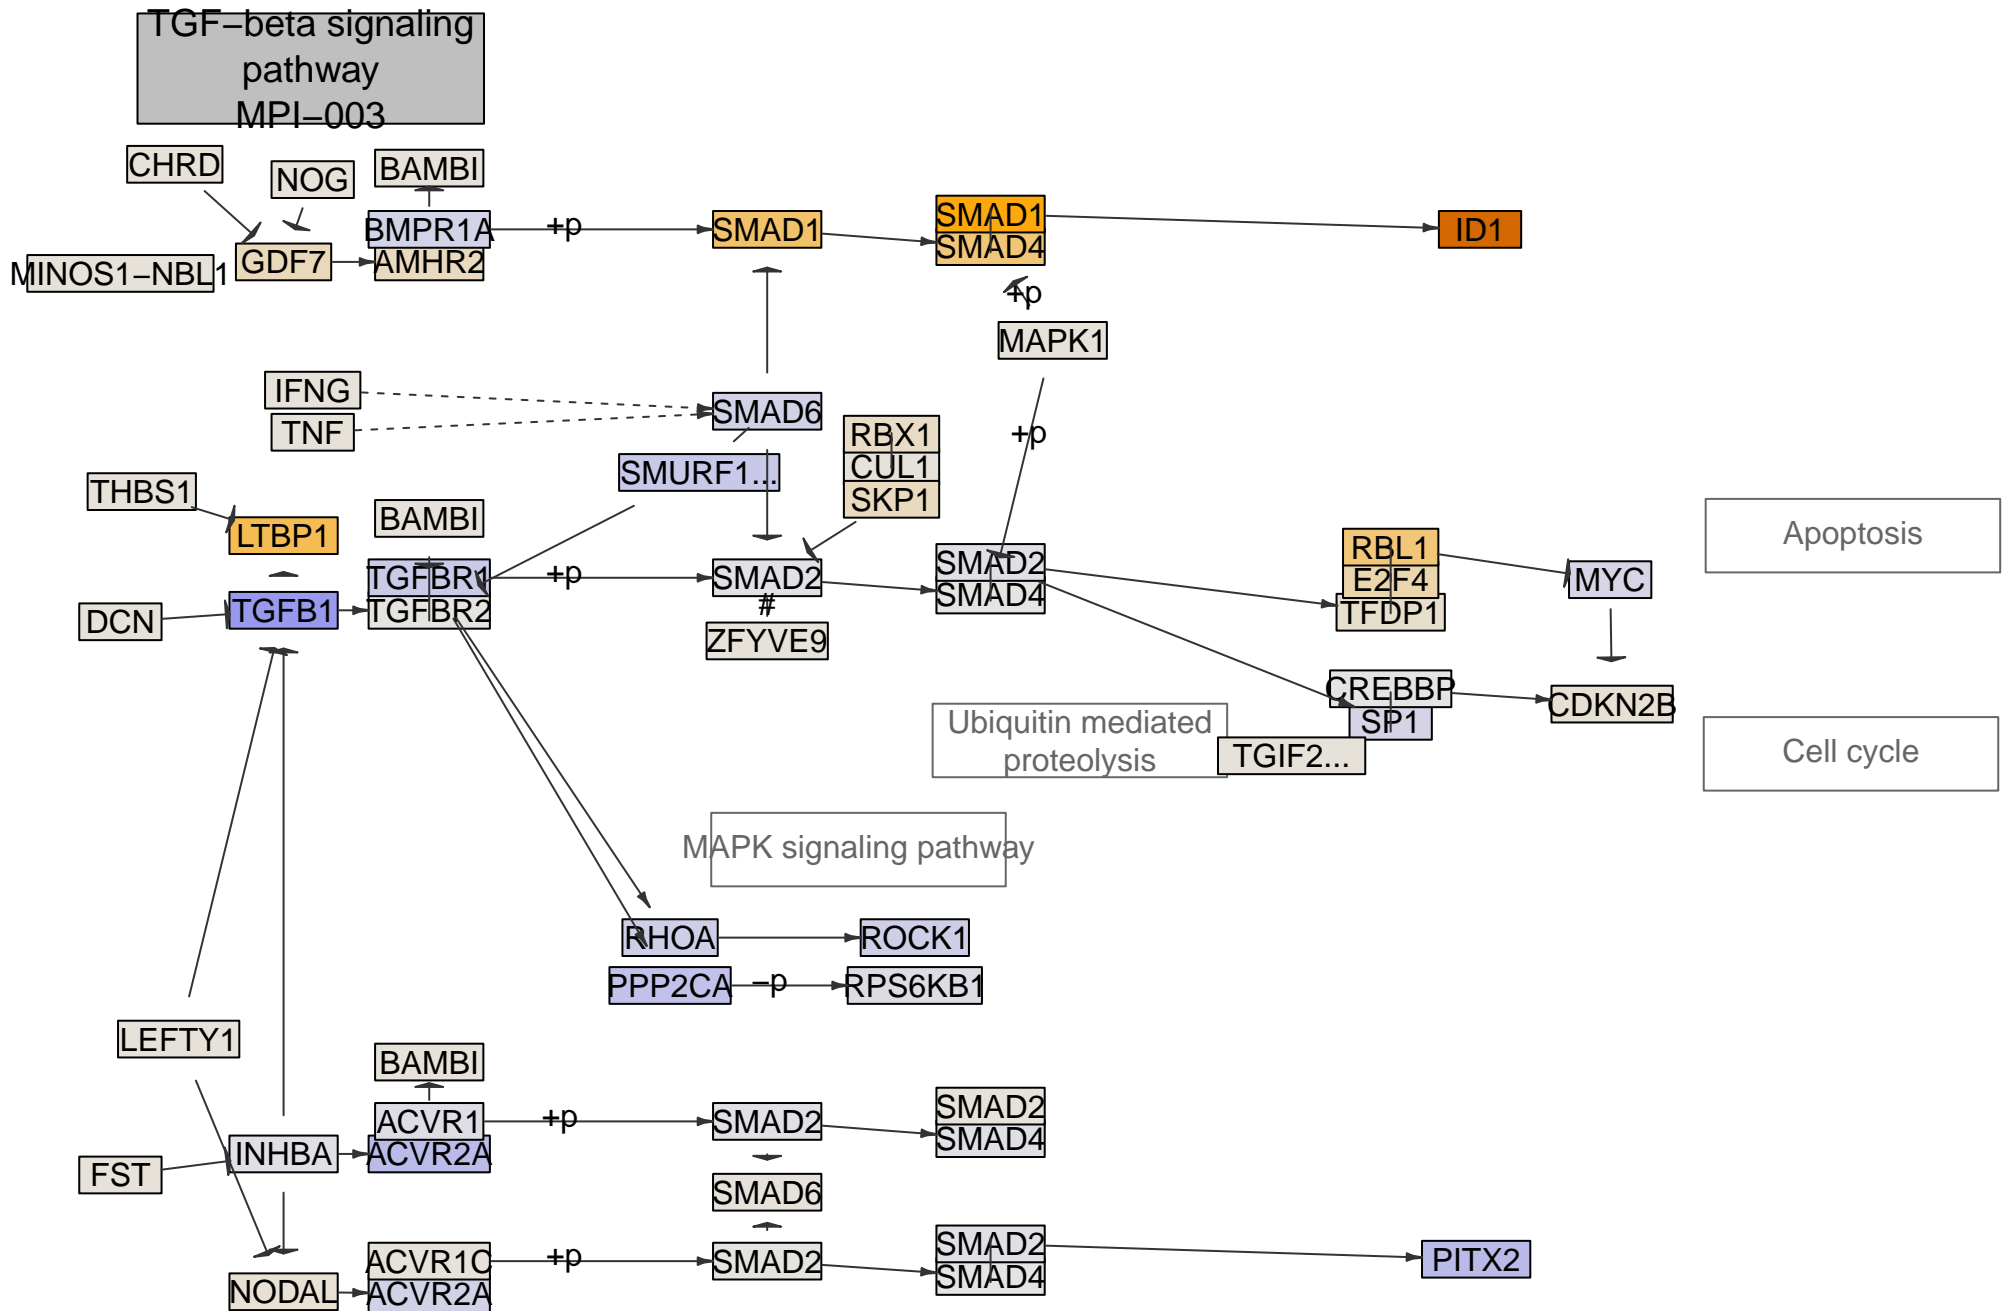 TGF−beta signaling
pathway
MPI−003
CHRD
NOG
BAMBI
BMPR1A
+p
SMAD1
SMAD1
SMAD4
ID1
MINOS1−NBL1
GDF7
AMHR2
+p
MAPK1
IFNG
TNF
SMAD6
RBX1
CUL1
SKP1
+p
SMURF1...
THBS1
LTBP1
BAMBI
TGFBR1
TGFBR2
+p
SMAD2
#
ZFYVE9
SMAD2
SMAD4
RBL1
E2F4
TFDP1
MYC
Apoptosis
DCN
TGFB1
CREBBP
SP1
CDKN2B
Ubiquitin mediated
proteolysis
TGIF2...
Cell cycle
MAPK signaling pathway
RHOA
ROCK1
PPP2CA
−p
RPS6KB1
LEFTY1
BAMBI
ACVR1
ACVR2A
+p
SMAD2
SMAD2
SMAD4
INHBA
FST
SMAD6
ACVR1C
ACVR2A
+p
SMAD2
SMAD2
SMAD4
PITX2
NODAL